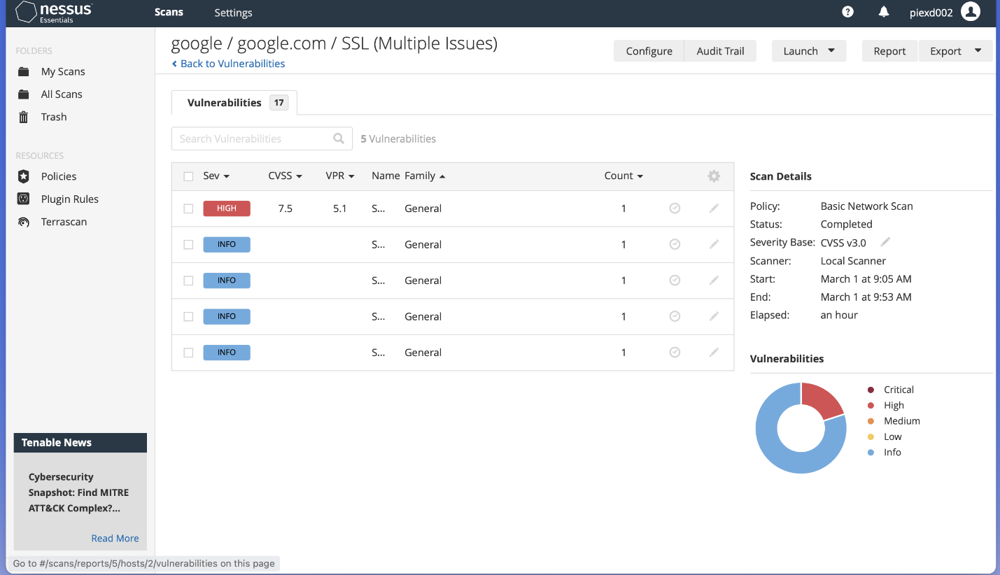 nessus
Essentials
Scans
Settings
piexd002
FOLDERS
My Scans
All Scans
Trash
RESOURCES
Policies
Plugin Rules
Terrascan
Tenable News
Cybersecurity
Snapshot: Find MITRE
ATT&CK Complex?...
Read More
google / google.com / SSL (Multiple Issues)
Back to Vulnerabilities
Configure
Audit Trail
Launch
Report
Export
Vulnerabilities 17
Search Vulnerabilities
5 Vulnerabilities
Sev CVSS VPR Name Family Count
HIGH 7.5 5.1 S... General 1
INFO S... General 1
INFO S... General 1
INFO S... General 1
INFO S... General 1
Scan Details
Policy: Basic Network Scan
Status: Completed
Severity Base: CVSS v3.0
Scanner: Local Scanner
Start: March 1 at 9:05 AM
End: March 1 at 9:53 AM
Elapsed: an hour
Vulnerabilities
Critical
High
Medium
Low
Info
Go to #/scans/reports/5/hosts/2/vulnerabilities on this page